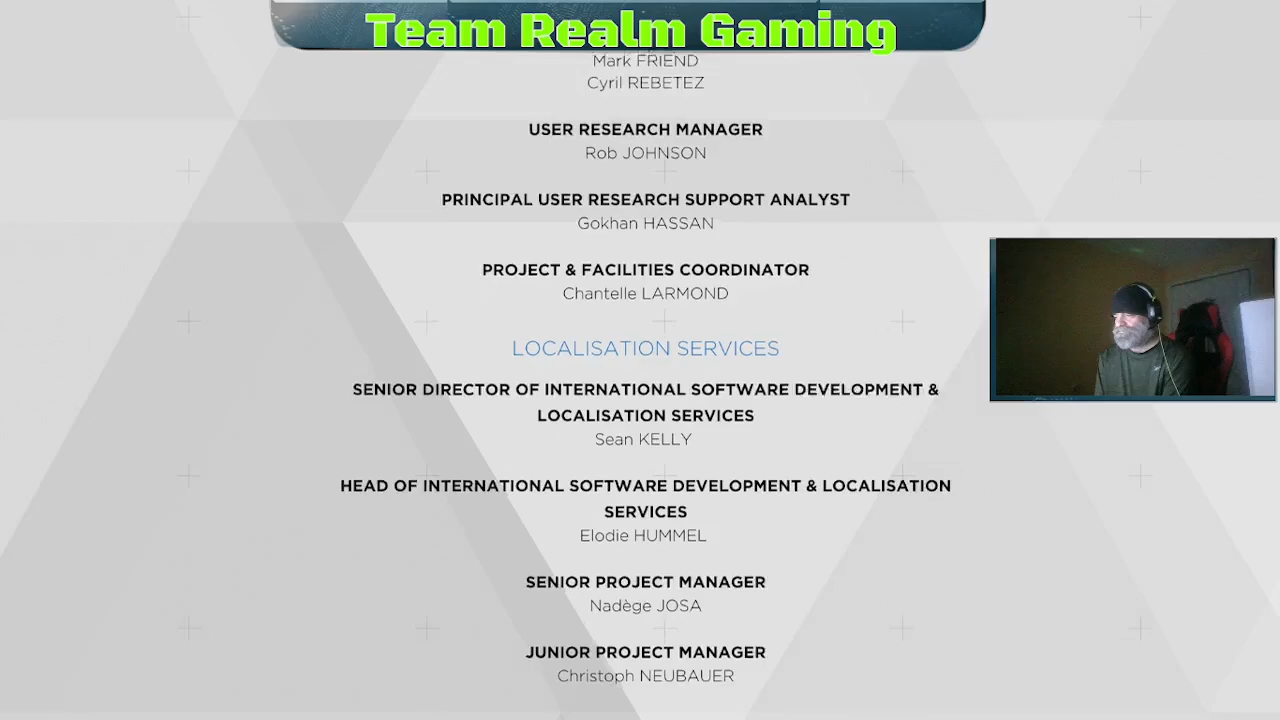 Team Realm Gaming
Mark FRIEND
Cyril REBETEZ
USER RESEARCH MANAGER
Rob JOHNSON
PRINCIPAL USER RESEARCH SUPPORT ANALYST
Gokhan HASSAN
PROJECT & FACILITIES COORDINATOR
Chantelle LARMOND
LOCALISATION SERVICES
SENIOR DIRECTOR OF INTERNATIONAL SOFTWARE DEVELOPMENT &
LOCALISATION SERVICES
Sean KELLY
HEAD OF INTERNATIONAL SOFTWARE DEVELOPMENT & LOCALISATION
SERVICES
Elodie HUMMEL
SENIOR PROJECT MANAGER
Nadège JOSA
JUNIOR PROJECT MANAGER
Christoph NEUBAUER